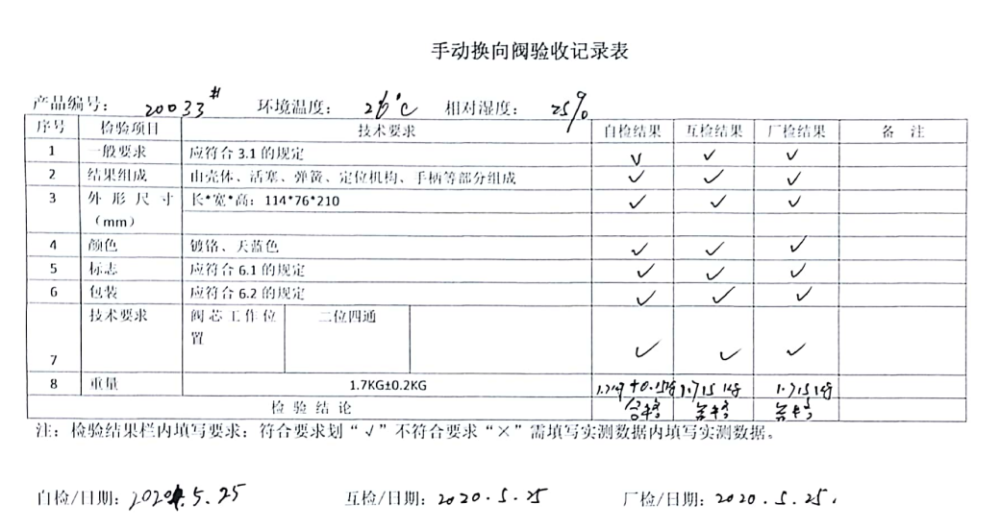 手动换向阀验收记录表
产品编号： 20033# 环境温度： 26℃ 相对湿度： 25%
序号 检验项目 技术要求 自检结果 互检结果 厂检结果 备 注
1 一般要求 应符合 3.1 的规定 √ √ √
2 结果组成 由壳体、活塞、弹簧、定位机构、手柄等部分组成 √ √ √
3 外 形 尺 寸 长*宽*高：114*76*210 √ √ √
（mm）
4 颜色 镀铬、天蓝色 √ √ √
5 标志 应符合 6.1 的规定 √ √ √
6 包装 应符合 6.2 的规定 √ √ √
技术要求 阀 芯 工 作 位 二位四通
置
7 √ √ √
8 重量 1.7KG±0.2KG 1.715kg 1.715kg
检 验 结 论 合格 合格 合格
注：检验结果栏内填写要求：符合要求划“√”不符合要求“×”需填写实测数据内填写实测数据。
自检/日期：2020.5.25 互检/日期：2020.5.25 厂检/日期：2020.5.25.